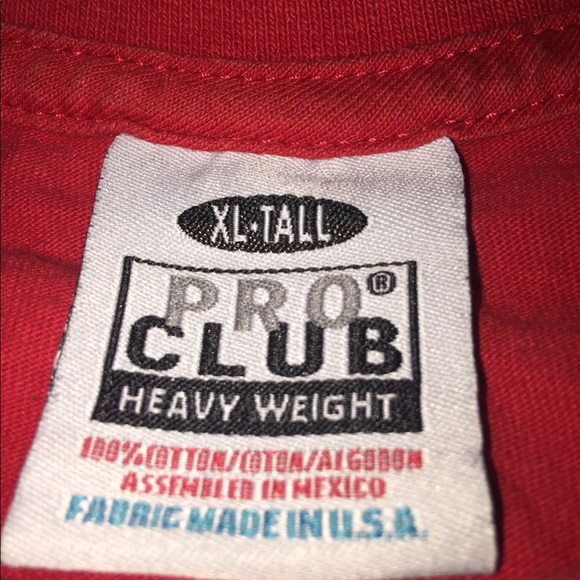 XL·TALL
PRO®
CLUB
HEAVY WEIGHT
100%COTTON/COTON/ALGODON
ASSEMBLED IN MEXICO
FABRIC MADE IN U.S.A.